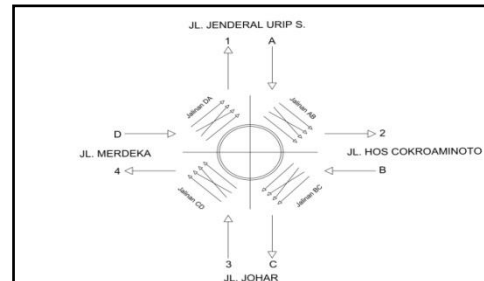 JL. JENDERAL URIP S.
1 A
Jalinan DA Jalinan AB
D 2
JL. MERDEKA JL. HOS COKROAMINOTO
4 B
Jalinan CD Jalinan BC
3 C
JL. JOHAR